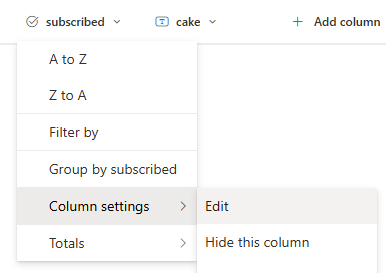 subscribed
cake
Add column
A to Z
Z to A
Filter by
Group by subscribed
Column settings
Edit
Totals
Hide this column